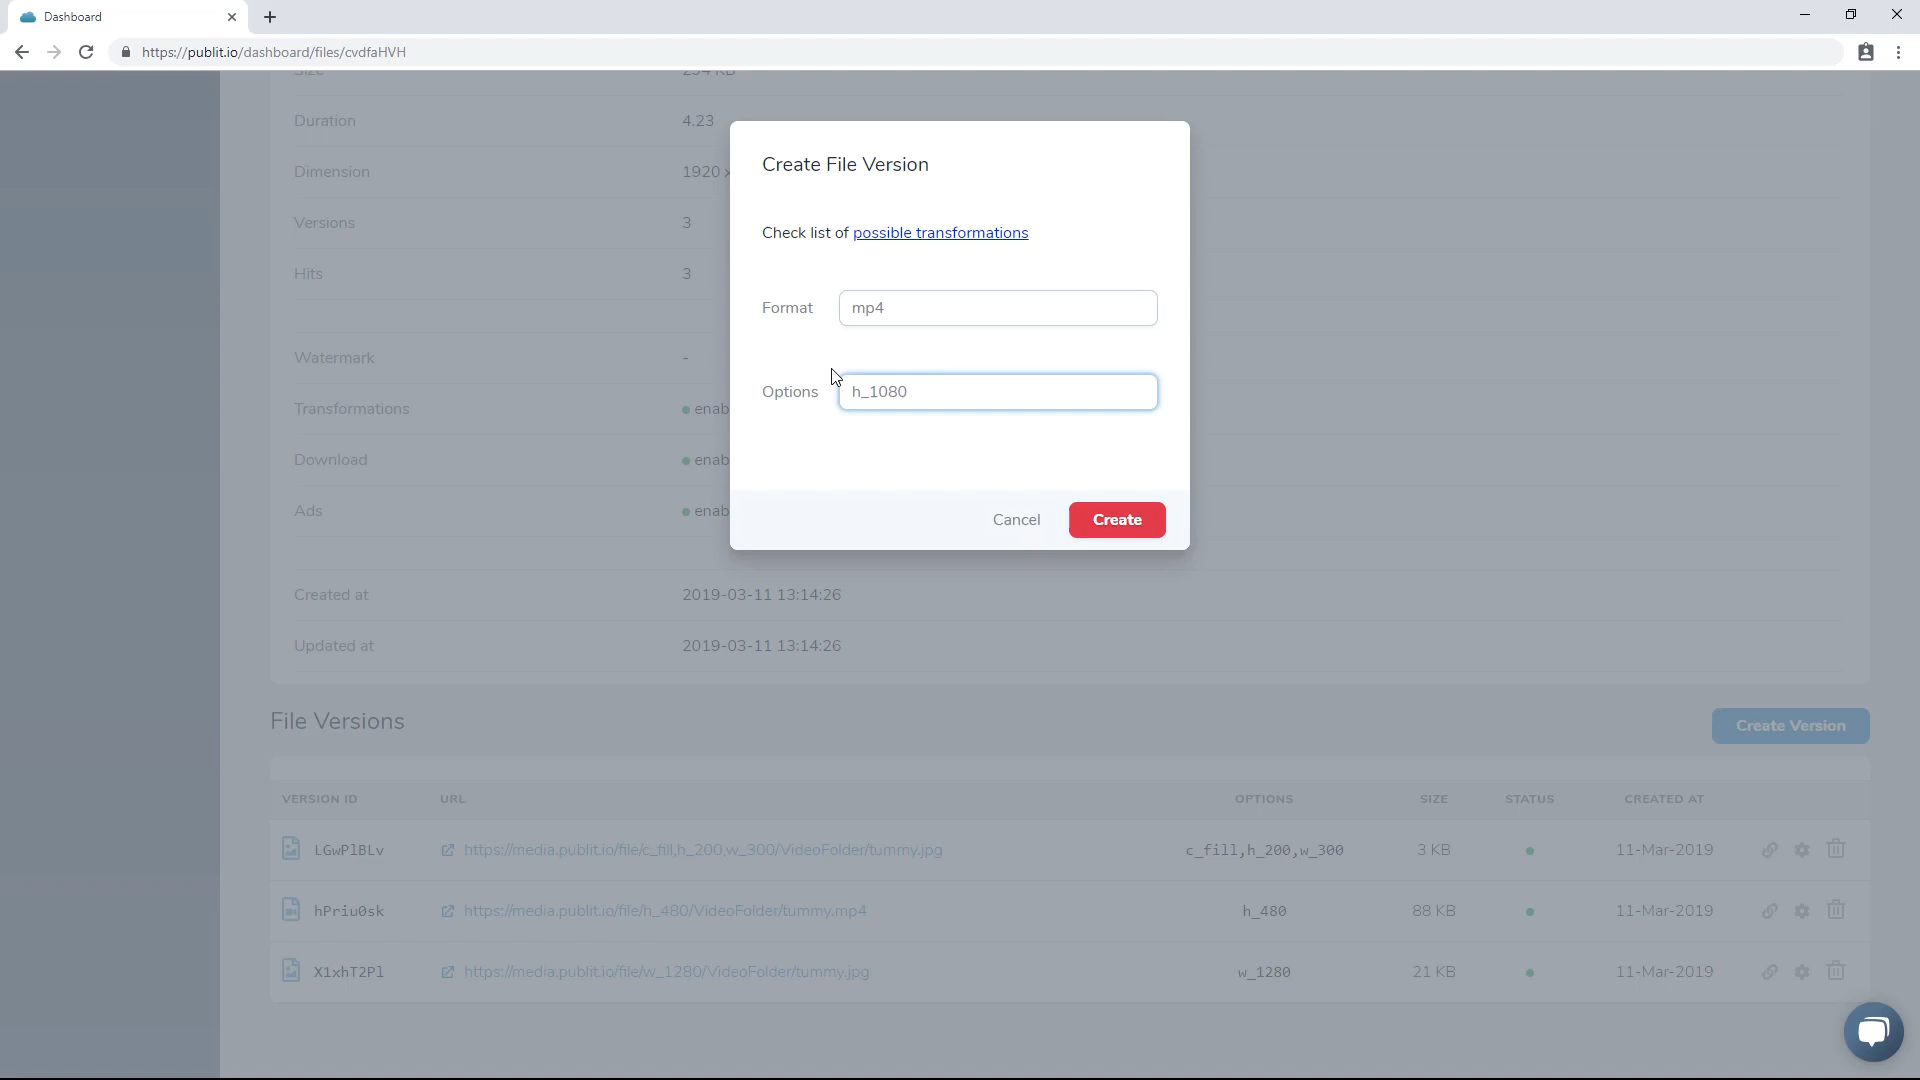 Dashboard
https://publit.io/dashboard/files/cvdfaHVH
Size 294 KB
Duration 4.23
Dimension 1920 x
Versions 3
Hits 3
Watermark -
Transformations enab
Download enab
Ads enab
Created at 2019-03-11 13:14:26
Updated at 2019-03-11 13:14:26
Create File Version
Check list of possible transformations
Format mp4
Options h_1080
Cancel Create
File Versions
Create Version
VERSION ID URL OPTIONS SIZE STATUS CREATED AT
LGwPlBLv https://media.publit.io/file/c_fill,h_200,w_300/VideoFolder/tummy.jpg c_fill,h_200,w_300 3 KB 11-Mar-2019
hPriu0sk https://media.publit.io/file/h_480/VideoFolder/tummy.mp4 h_480 88 KB 11-Mar-2019
X1xhT2Pl https://media.publit.io/file/w_1280/VideoFolder/tummy.jpg w_1280 21 KB 11-Mar-2019